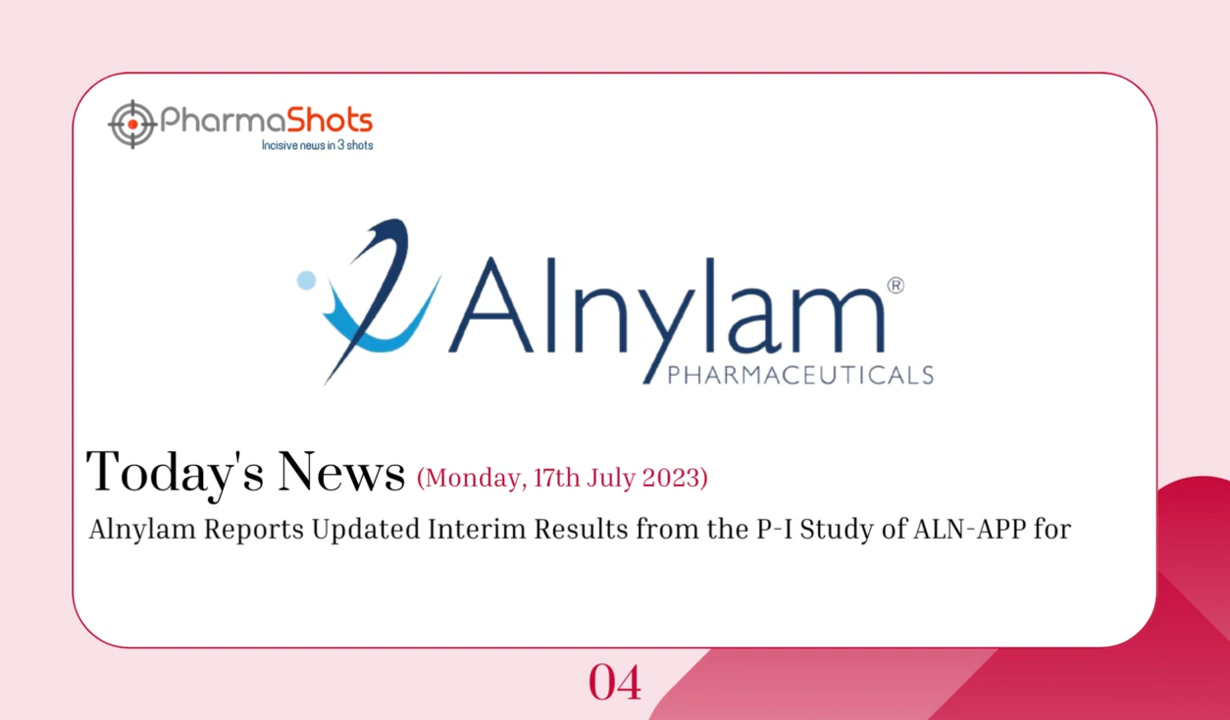 PharmaShots
Incisive news in 3 shots
Alnylam®
PHARMACEUTICALS
Today's News (Monday, 17th July 2023)
Alnylam Reports Updated Interim Results from the P-I Study of ALN-APP for
04